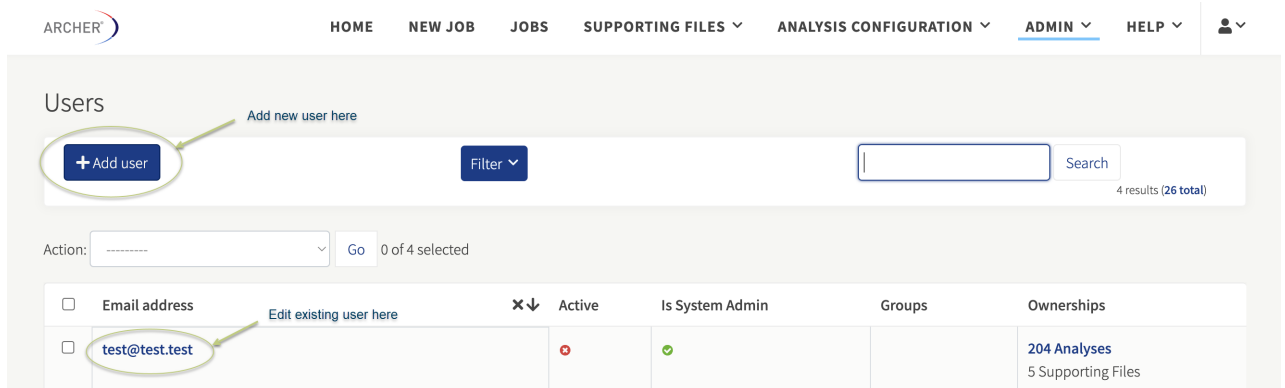 ARCHER®
HOME NEW JOB JOBS SUPPORTING FILES ANALYSIS CONFIGURATION ADMIN HELP
Users
Add new user here
+ Add user
Filter
Search
4 results (26 total)
Action: --------- Go 0 of 4 selected
Email address Active Is System Admin Groups Ownerships
Edit existing user here
test@test.test 204 Analyses
5 Supporting Files